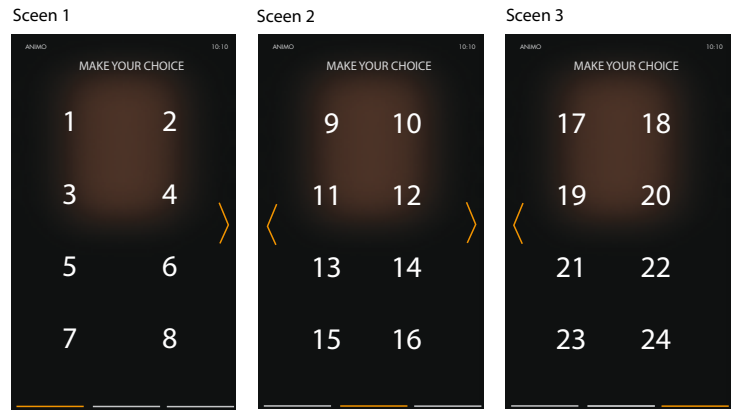 Sceen 1
ANIMO 10:10
MAKE YOUR CHOICE
1 2
3 4
5 6
7 8
Sceen 2
ANIMO 10:10
MAKE YOUR CHOICE
9 10
11 12
13 14
15 16
Sceen 3
ANIMO 10:10
MAKE YOUR CHOICE
17 18
19 20
21 22
23 24